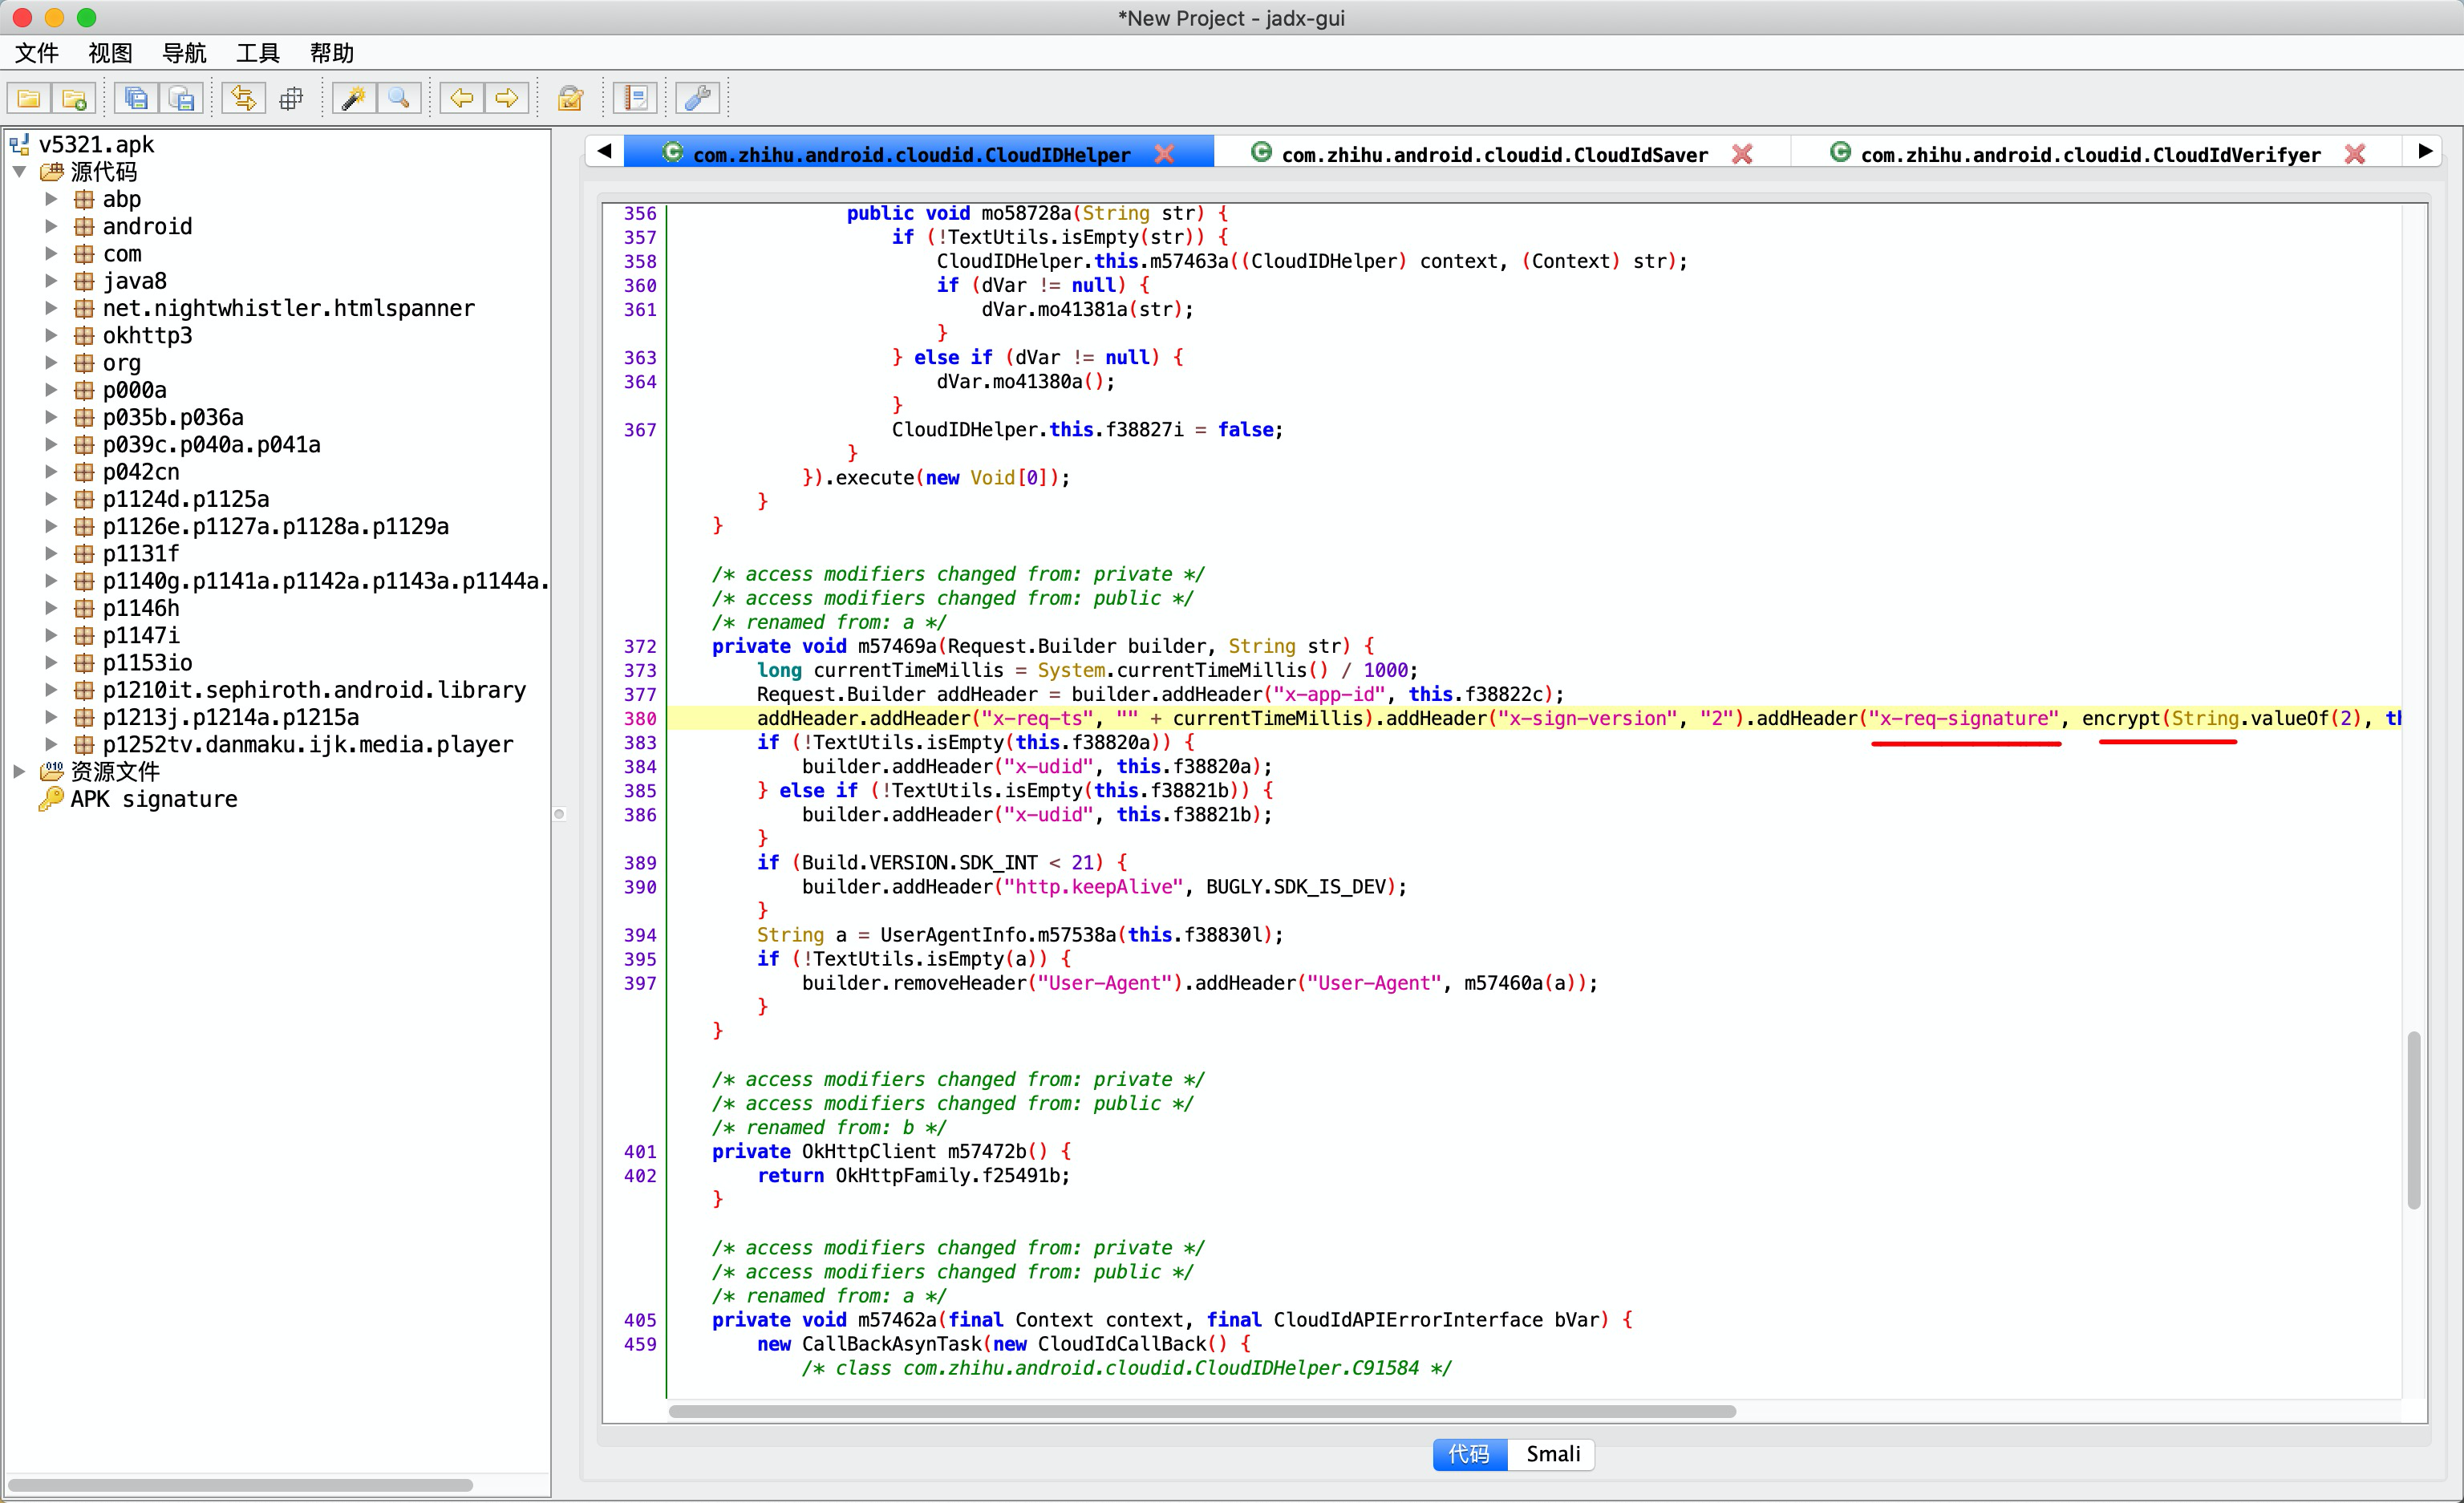 *New Project - jadx-gui
文件 视图 导航 工具 帮助
v5321.apk
源代码
abp
android
com
java8
net.nightwhistler.htmlspanner
okhttp3
org
p000a
p035b.p036a
p039c.p040a.p041a
p042cn
p1124d.p1125a
p1126e.p1127a.p1128a.p1129a
p1131f
p1140g.p1141a.p1142a.p1143a.p1144a.
p1146h
p1147i
p1153io
p1210it.sephiroth.android.library
p1213j.p1214a.p1215a
p1252tv.danmaku.ijk.media.player
资源文件
APK signature
com.zhihu.android.cloudid.CloudIDHelper com.zhihu.android.cloudid.CloudIdSaver com.zhihu.android.cloudid.CloudIdVerifyer
356 public void mo58728a(String str) {
357 if (!TextUtils.isEmpty(str)) {
358 CloudIDHelper.this.m57463a((CloudIDHelper) context, (Context) str);
360 if (dVar != null) {
361 dVar.mo41381a(str);
}
363 } else if (dVar != null) {
364 dVar.mo41380a();
}
367 CloudIDHelper.this.f38827i = false;
}
}).execute(new Void[0]);
}
}
/* access modifiers changed from: private */
/* access modifiers changed from: public */
/* renamed from: a */
372 private void m57469a(Request.Builder builder, String str) {
373 long currentTimeMillis = System.currentTimeMillis() / 1000;
377 Request.Builder addHeader = builder.addHeader("x-app-id", this.f38822c);
380 addHeader.addHeader("x-req-ts", "" + currentTimeMillis).addHeader("x-sign-version", "2").addHeader("x-req-signature", encrypt(String.valueOf(2), th
383 if (!TextUtils.isEmpty(this.f38820a)) {
384 builder.addHeader("x-udid", this.f38820a);
385 } else if (!TextUtils.isEmpty(this.f38821b)) {
386 builder.addHeader("x-udid", this.f38821b);
}
389 if (Build.VERSION.SDK_INT < 21) {
390 builder.addHeader("http.keepAlive", BUGLY.SDK_IS_DEV);
}
394 String a = UserAgentInfo.m57538a(this.f38830l);
395 if (!TextUtils.isEmpty(a)) {
397 builder.removeHeader("User-Agent").addHeader("User-Agent", m57460a(a));
}
}
/* access modifiers changed from: private */
/* access modifiers changed from: public */
/* renamed from: b */
401 private OkHttpClient m57472b() {
402 return OkHttpFamily.f25491b;
}
/* access modifiers changed from: private */
/* access modifiers changed from: public */
/* renamed from: a */
405 private void m57462a(final Context context, final CloudIdAPIErrorInterface bVar) {
459 new CallBackAsynTask(new CloudIdCallBack() {
/* class com.zhihu.android.cloudid.CloudIDHelper.C91584 */
代码 Smali